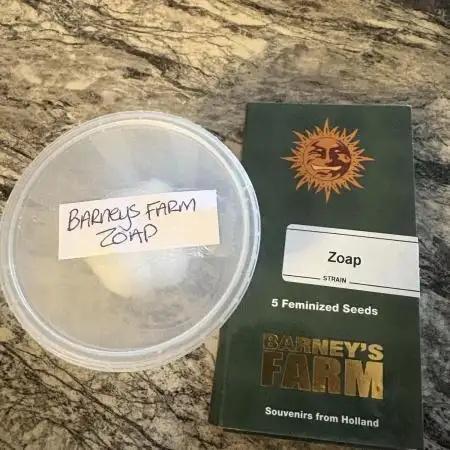 BARNEYS FARM
ZOAP
Zoap
STRAIN
5 Feminized Seeds
BARNEY'S
FARM
Souvenirs from Holland